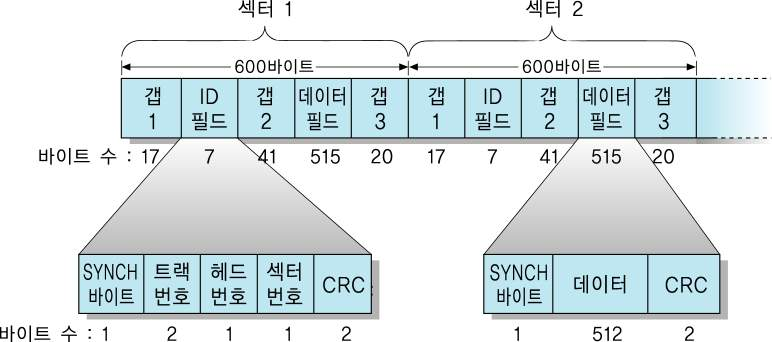 섹터 1 섹터 2
600바이트 600바이트
갭 ID 갭 데이터 갭 갭 ID 갭 데이터 갭
1 필드 2 필드 3 1 필드 2 필드 3
바이트 수 : 17 7 41 515 20 17 7 41 515 20
SYNCH 트랙 헤드 섹터 CRC SYNCH 데이터 CRC
바이트 번호 번호 번호 바이트
바이트 수 : 1 2 1 1 2 1 512 2